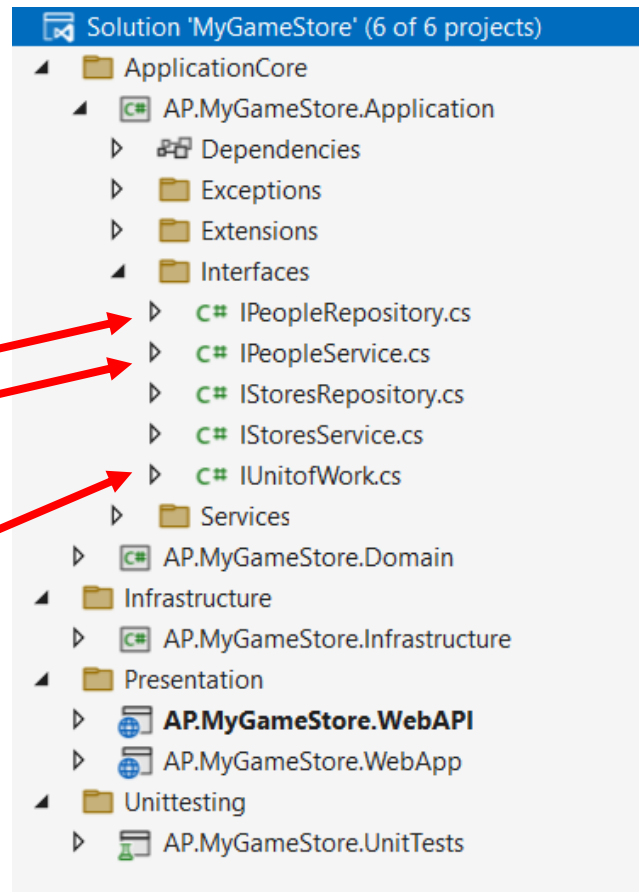 Solution 'MyGameStore' (6 of 6 projects)
ApplicationCore
C# AP.MyGameStore.Application
Dependencies
Exceptions
Extensions
Interfaces
C# IPeopleRepository.cs
C# IPeopleService.cs
C# IStoresRepository.cs
C# IStoresService.cs
C# IUnitofWork.cs
Services
C# AP.MyGameStore.Domain
Infrastructure
C# AP.MyGameStore.Infrastructure
Presentation
AP.MyGameStore.WebAPI
AP.MyGameStore.WebApp
Unittesting
AP.MyGameStore.UnitTests